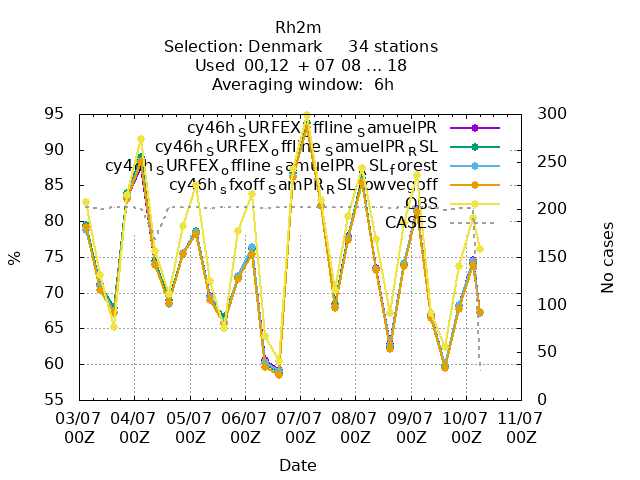 Rh2m
Selection: Denmark 34 stations
Used 00,12 + 07 08 ... 18
Averaging window: 6h
cy46h_SURFEX_offline_SamuelPR
cy46h_SURFEX_offline_SamuelPR_RSL
cy46h_SURFEX_offline_SamuelPR_RSL_forest
cy46h_sfxoff_SamPR_RSL_lowvegoff
OBS
CASES
95
90
85
80
75
70
65
60
55
%
300
250
200
150
100
50
0
No cases
03/07 00Z
04/07 00Z
05/07 00Z
06/07 00Z
07/07 00Z
08/07 00Z
09/07 00Z
10/07 00Z
11/07 00Z
Date